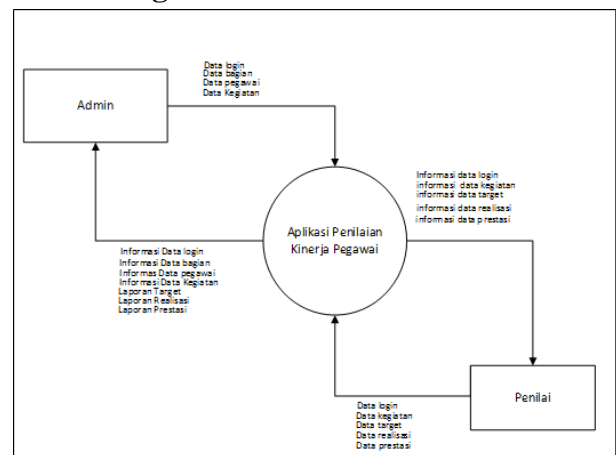 Data login
Data bagian
Data pegawai
Data Kegiatan
Admin
Informasi data login
informasi data kegiatan
informasi data target
informasi data realisasi
informasi data prestasi
Aplikasi Penilaian
Kinerja Pegawai
Informasi Data login
Informasi Data bagian
Informas Data pegawai
Informasi Data Kegiatan
Laporan Target
Laporan Realisasi
Laporan Prestasi
Penilai
Data login
Data kegiatan
Data target
Data realisasi
Data prestasi